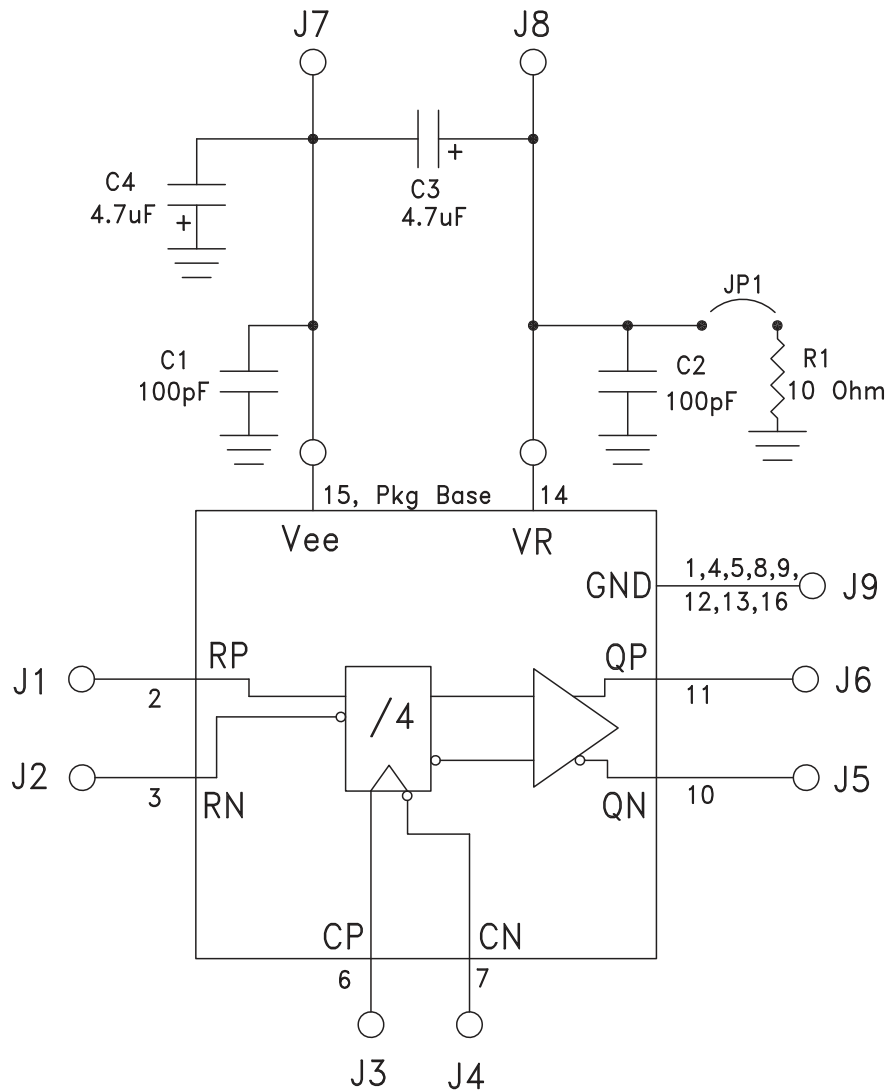 J7
J8
+
C4
4.7uF
+
C3
4.7uF
JP1
C1
100pF
C2
100pF
R1
10 Ohm
15, Pkg Base
14
Vee
VR
GND
1,4,5,8,9,
12,13,16
J9
J1
2
RP
QP
11
J6
/4
J2
3
RN
QN
10
J5
CP
CN
6
7
J3
J4